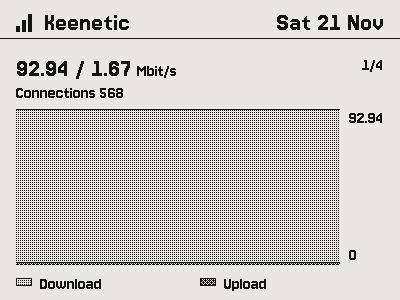 Keenetic Sat 21 Nov
92.94 / 1.67 Mbit/s 1/4
Connections 568
92.94
0
Download Upload